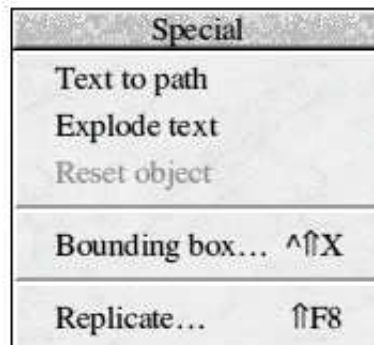 Special
Text to path
Explode text
Reset object
Bounding box... ^⇑X
Replicate... ⇑F8